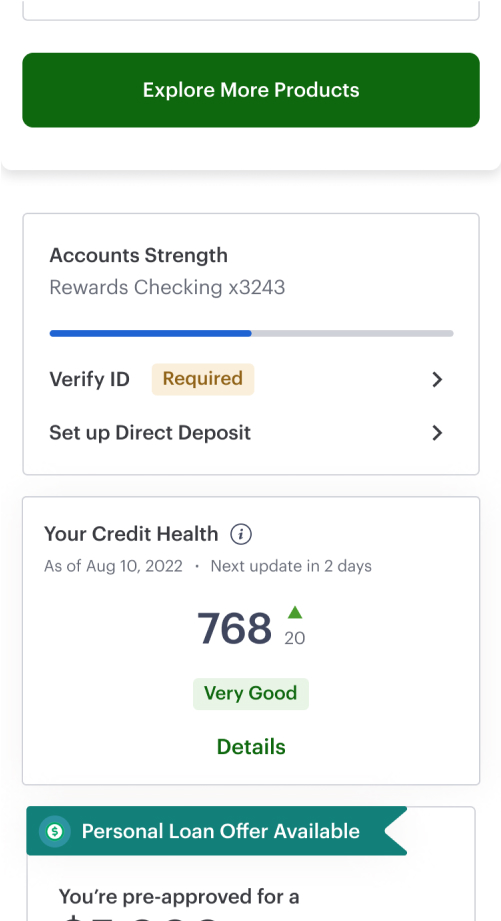 Explore More Products
Accounts Strength
Rewards Checking x3243
Verify ID Required
Set up Direct Deposit
Your Credit Health i
As of Aug 10, 2022 · Next update in 2 days
768 20
Very Good
Details
$ Personal Loan Offer Available
You’re pre-approved for a